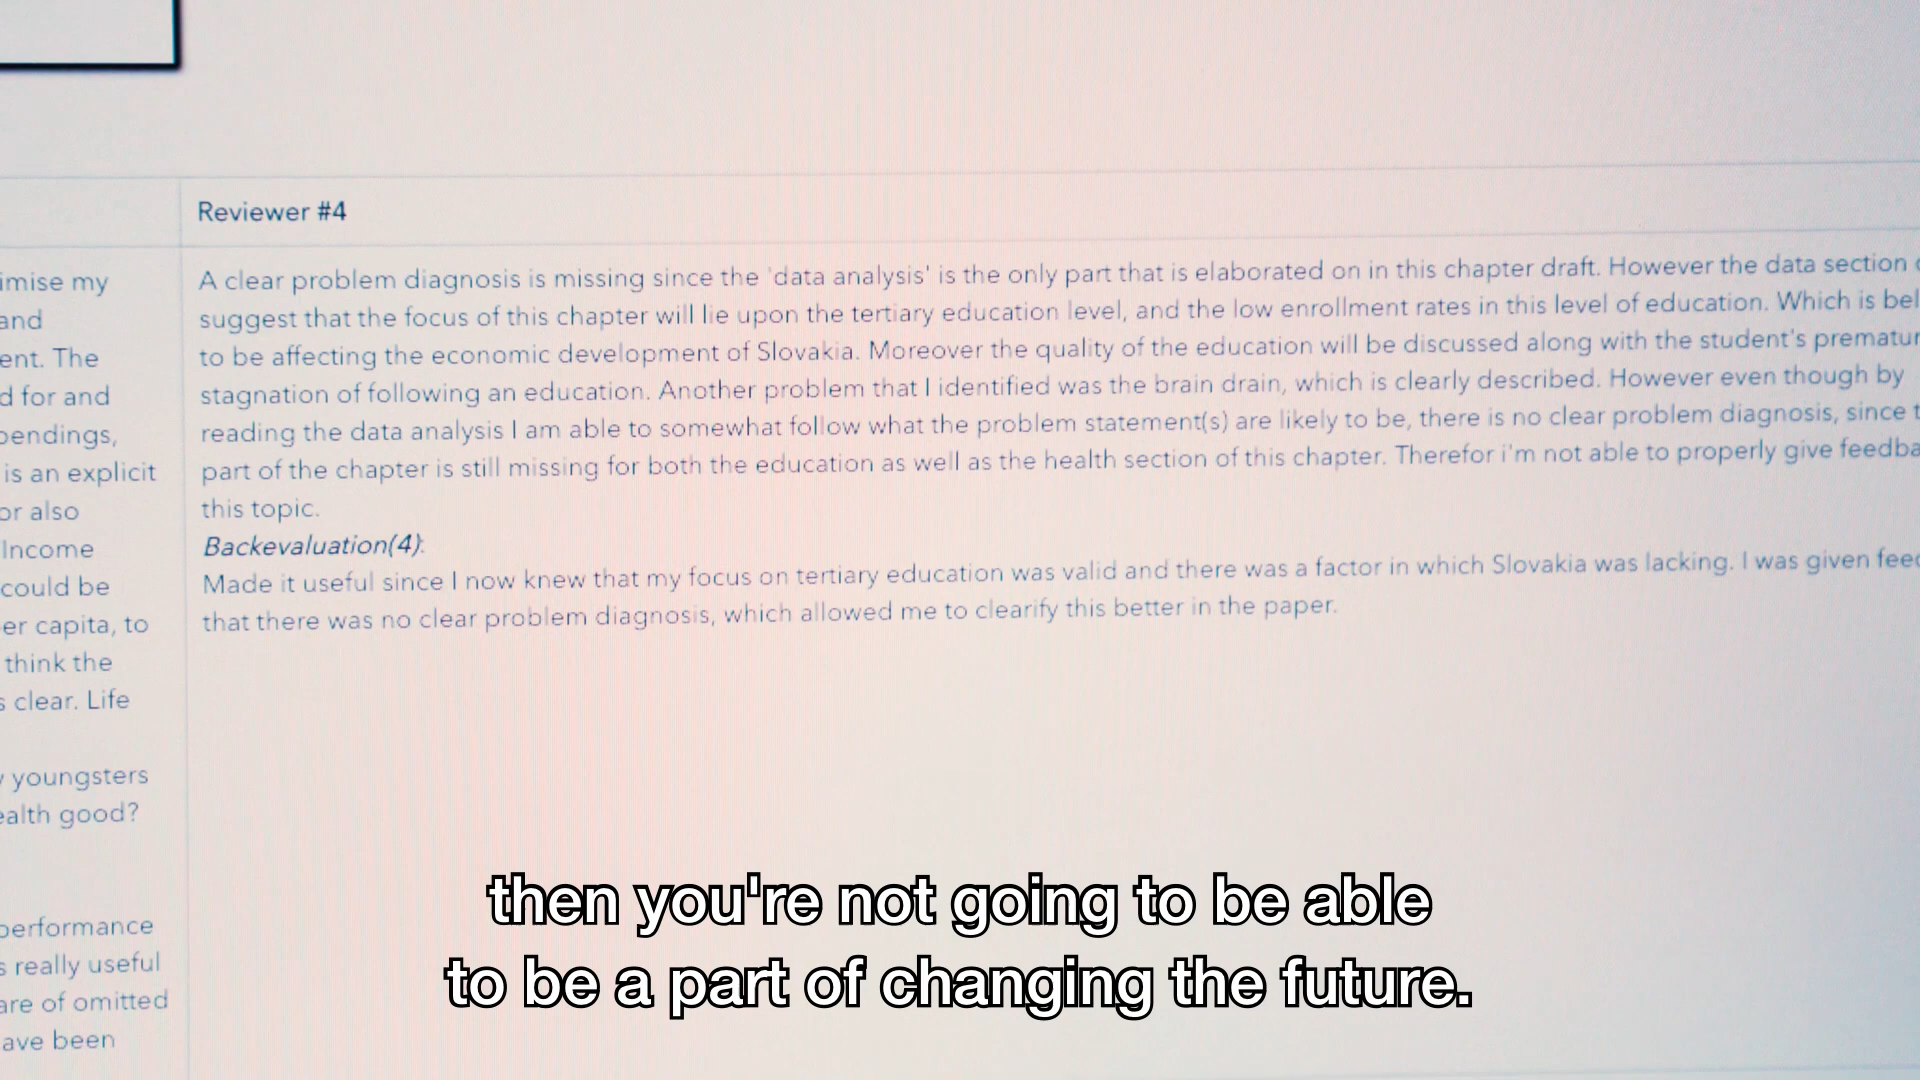 Reviewer #4
imise my
and
ent. The
d for and
pendings,
is an explicit
or also
Income
could be
er capita, to
think the
s clear. Life
y youngsters
ealth good?
performance
s really useful
are of omitted
ave been
A clear problem diagnosis is missing since the 'data analysis' is the only part that is elaborated on in this chapter draft. However the data section
suggest that the focus of this chapter will lie upon the tertiary education level, and the low enrollment rates in this level of education. Which is bel
to be affecting the economic development of Slovakia. Moreover the quality of the education will be discussed along with the student's prematur
stagnation of following an education. Another problem that I identified was the brain drain, which is clearly described. However even though by
reading the data analysis I am able to somewhat follow what the problem statement(s) are likely to be, there is no clear problem diagnosis, since t
part of the chapter is still missing for both the education as well as the health section of this chapter. Therefor i'm not able to properly give feedba
this topic.
Backevaluation(4):
Made it useful since I now knew that my focus on tertiary education was valid and there was a factor in which Slovakia was lacking. I was given feed
that there was no clear problem diagnosis, which allowed me to clearify this better in the paper.
then you're not going to be able
to be a part of changing the future.